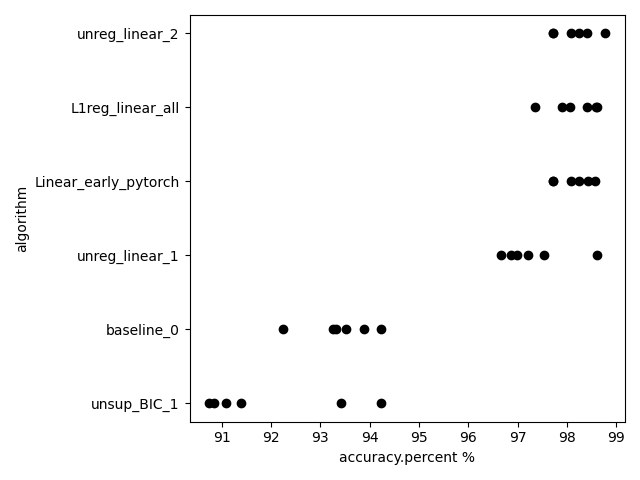 unreg_linear_2
L1reg_linear_all
Linear_early_pytorch
unreg_linear_1
baseline_0
unsup_BIC_1
algorithm
91 92 93 94 95 96 97 98 99
accuracy.percent %